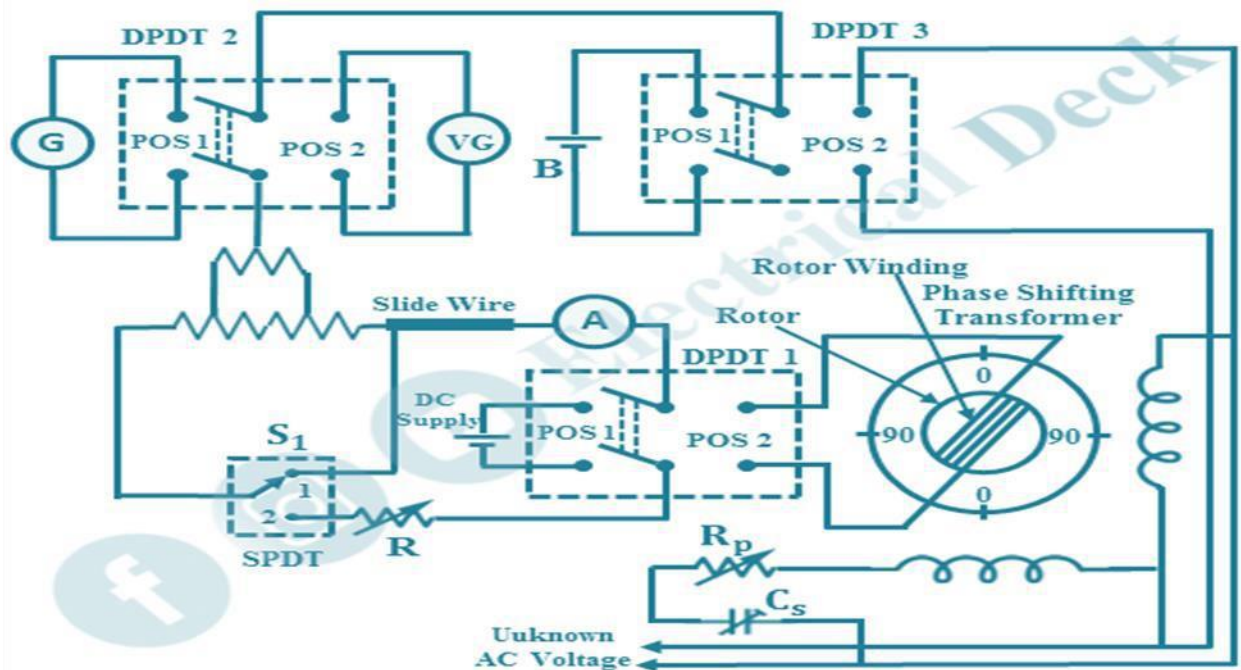 DPDT 2
DPDT 3
G
POS 1
POS 2
VG
B
POS 1
POS 2
Electrical Deck
Rotor Winding
Phase Shifting
Transformer
Rotor
Slide Wire
A
DPDT 1
DC
Supply
POS 1
POS 2
0
90
90
0
S1
1
2
SPDT
R
Rp
Cs
Uuknown
AC Voltage
f